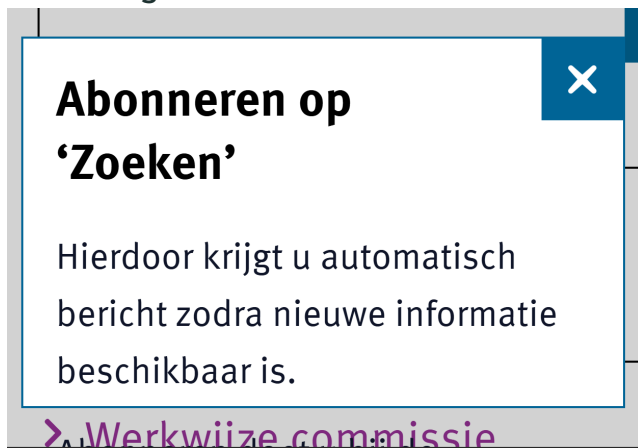 Abonneren op
‘Zoeken’
Hierdoor krijgt u automatisch
bericht zodra nieuwe informatie
beschikbaar is.
Werkwijze commissie